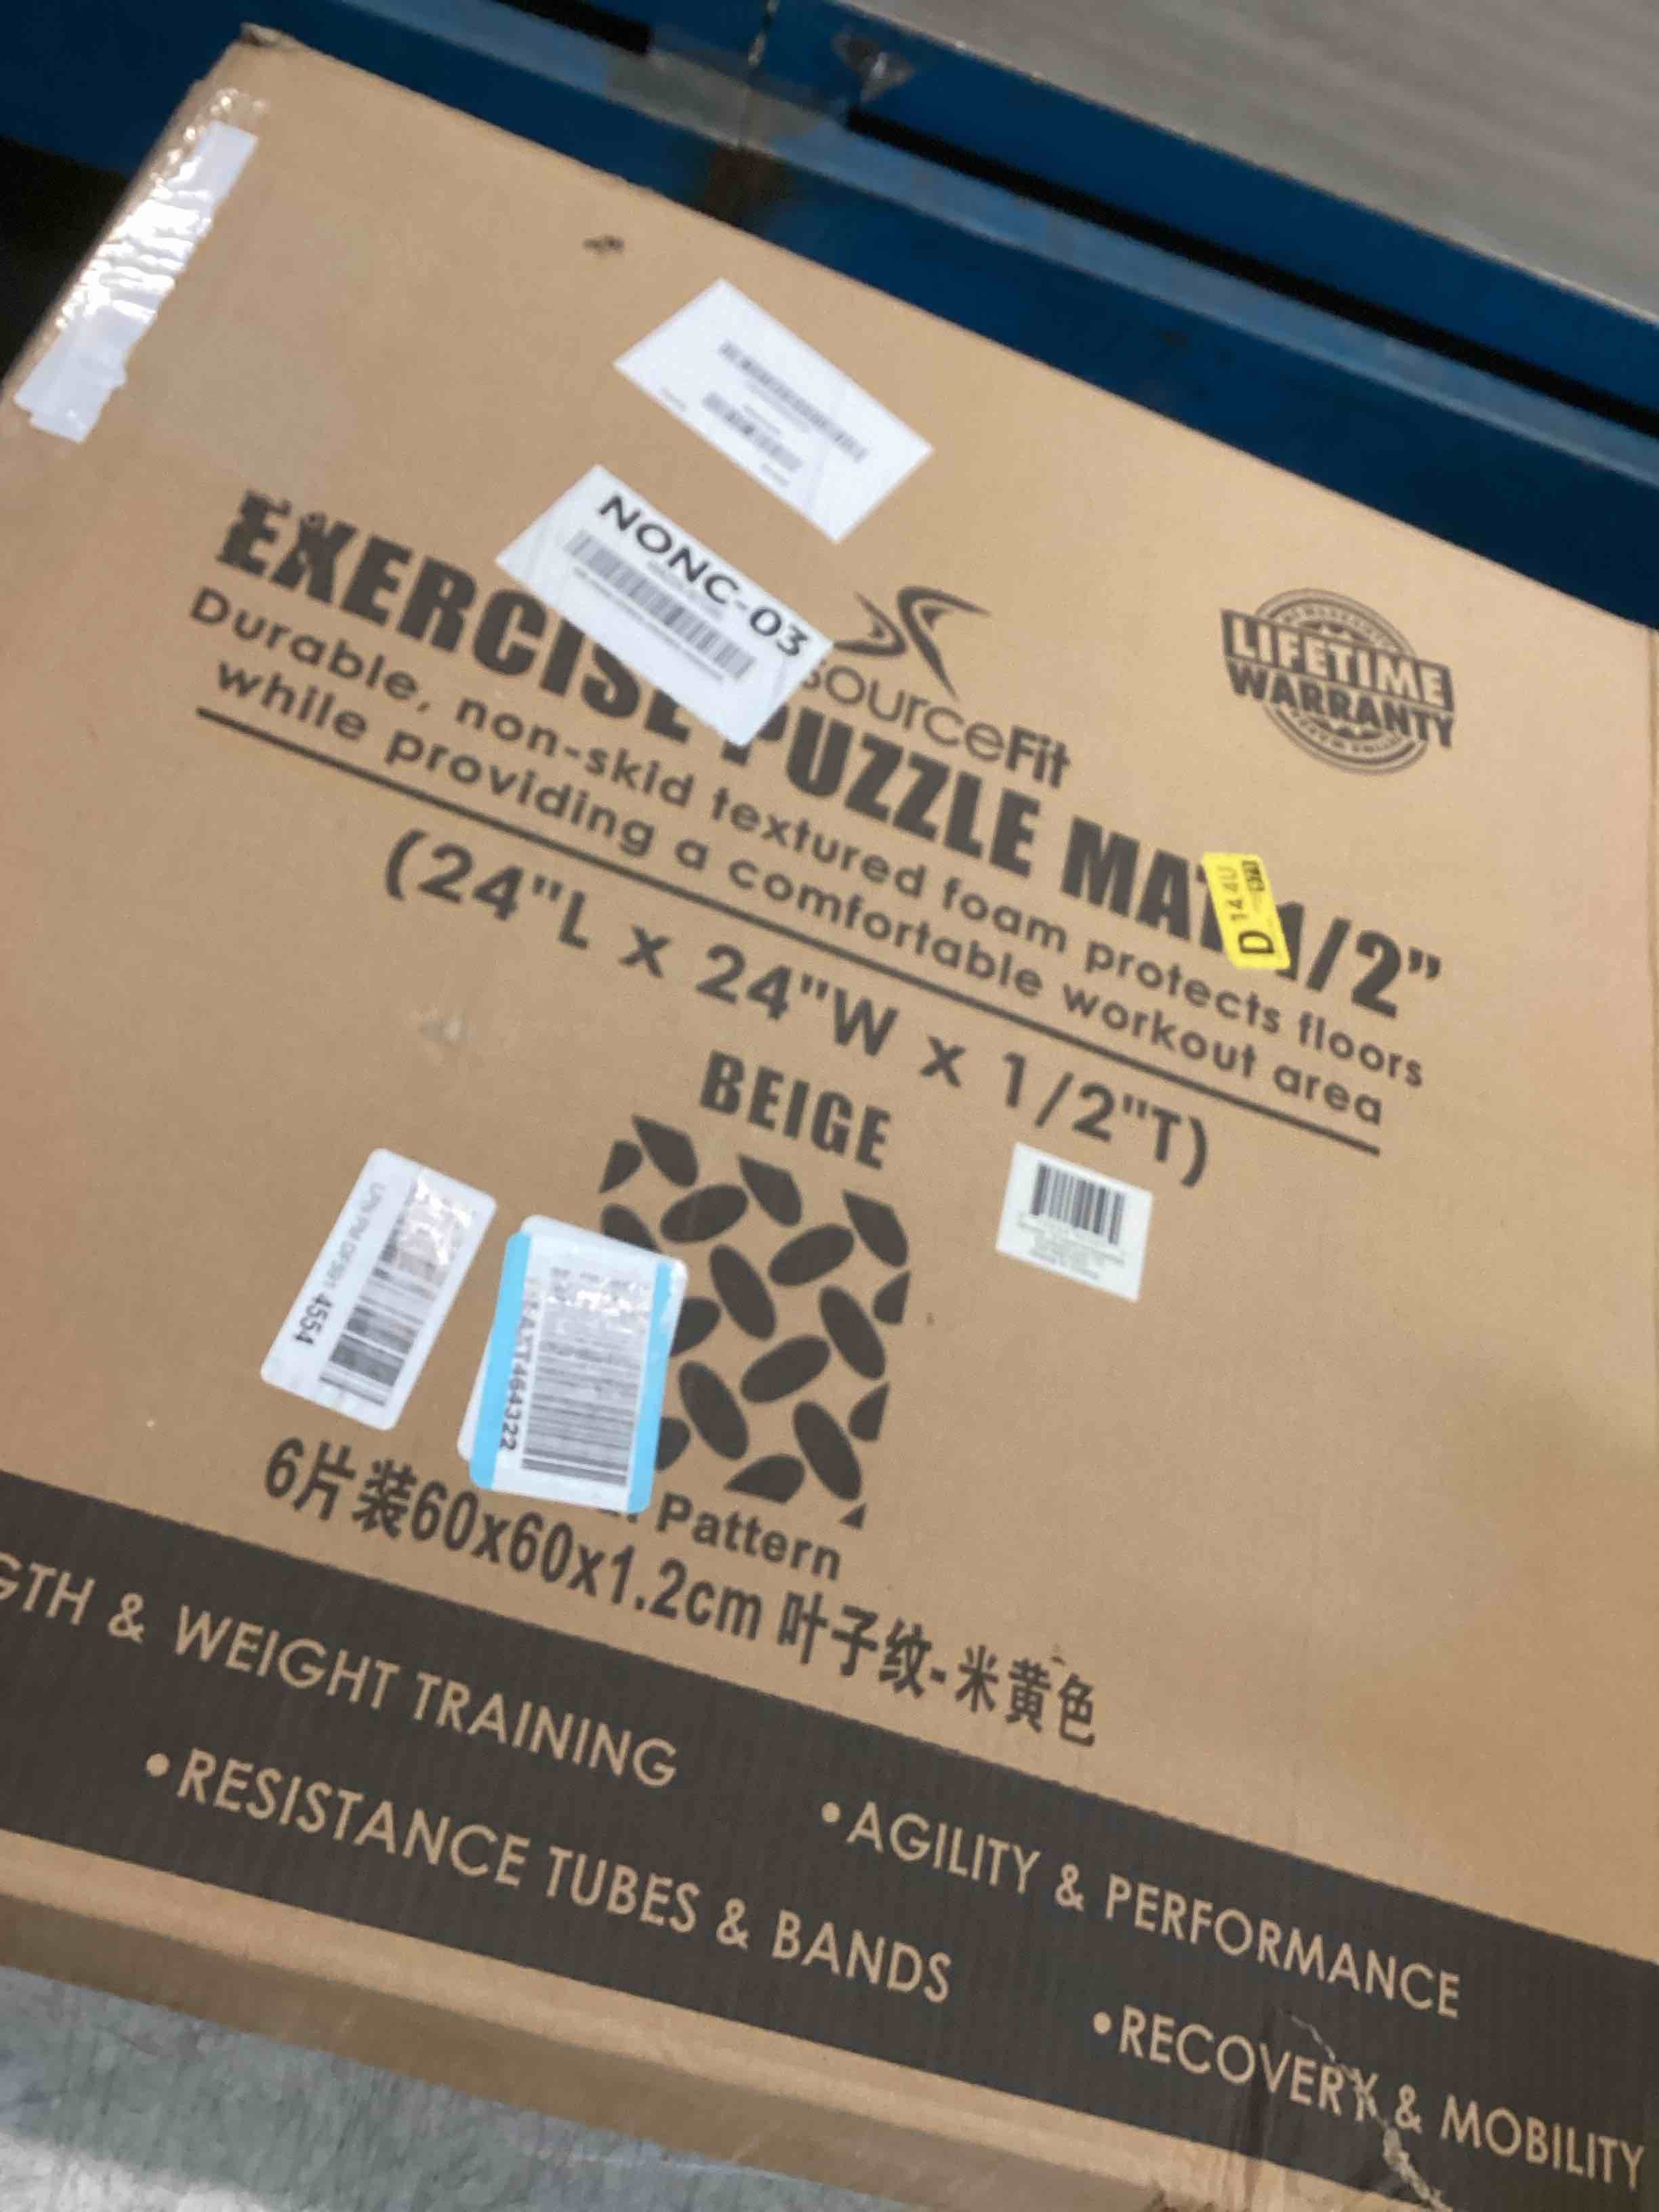 NONC-03
sourceFit
LIFETIME
WARRANTY
EXERCISE PUZZLE MAT 1/2"
Durable, non-skid textured foam protects floors
while providing a comfortable workout area
(24"L x 24"W x 1/2"T)
BEIGE
D 144U
4554
Pattern
6片装60x60x1.2cm 叶子纹-米黄色
GTH & WEIGHT TRAINING
•AGILITY & PERFORMANCE
•RESISTANCE TUBES & BANDS
•RECOVERY & MOBILITY